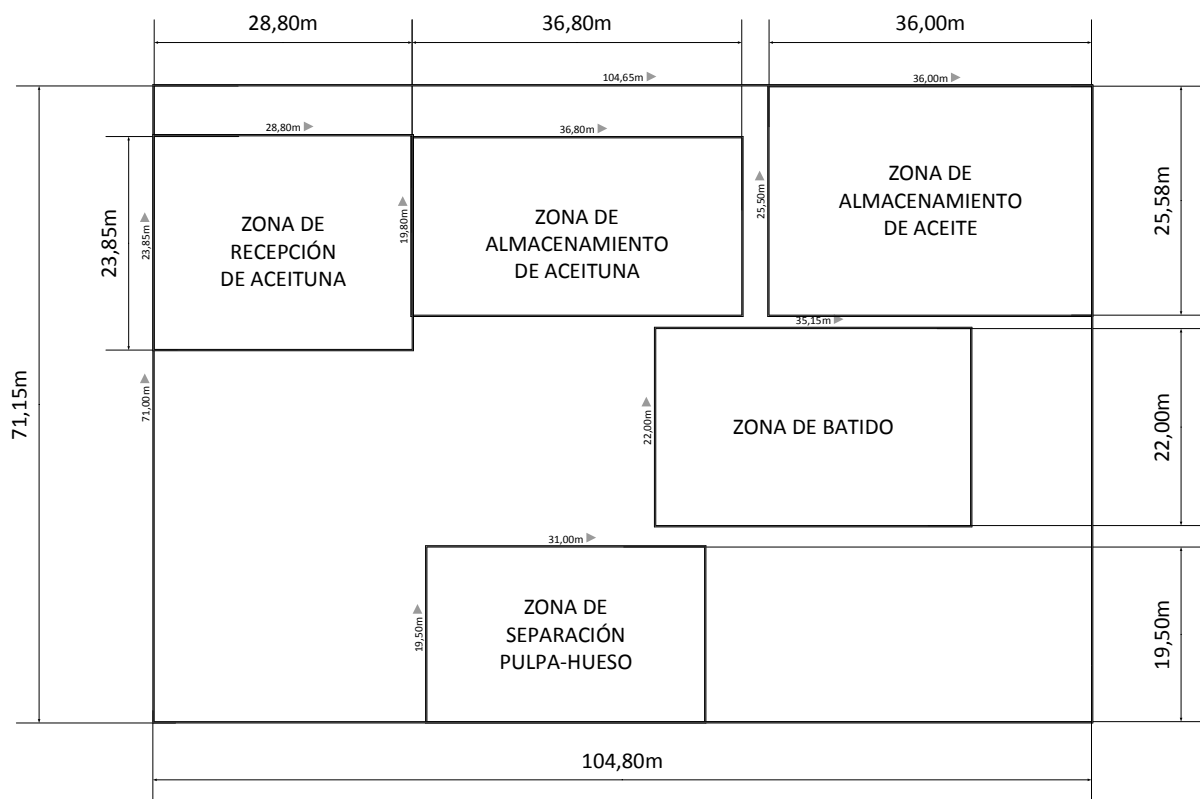 28,80m
36,80m
36,00m
104,65m
36,00m
28,80m
36,80m
23,85m
23,85m
19,80m
25,50m
25,58m
ZONA DE
RECEPCIÓN
DE ACEITUNA
ZONA DE
ALMACENAMIENTO
DE ACEITUNA
ZONA DE
ALMACENAMIENTO
DE ACEITE
35,15m
71,15m
71,00m
22,00m
ZONA DE BATIDO
22,00m
31,00m
19,50m
ZONA DE
SEPARACIÓN
PULPA-HUESO
19,50m
104,80m